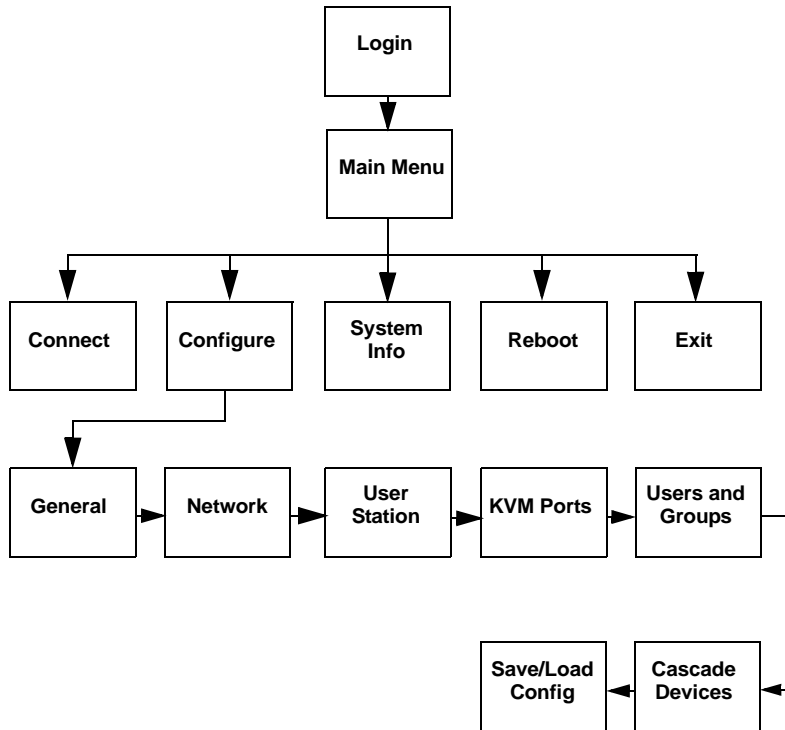 Login
Main Menu
Connect
Configure
System
Info
Reboot
Exit
General
Network
User
Station
KVM Ports
Users and
Groups
Save/Load
Config
Cascade
Devices